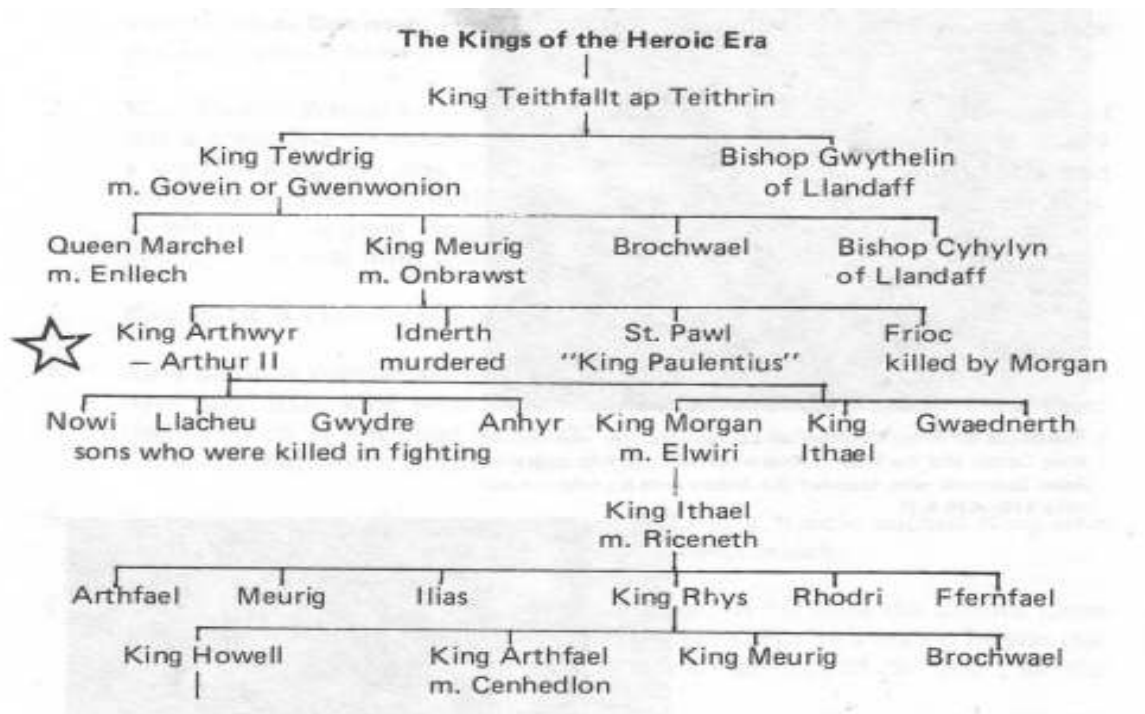 The Kings of the Heroic Era
King Teithfallt ap Teithrin
King Tewdrig
m. Govein or Gwenwonion
Bishop Gwythelin
of Llandaff
Queen Marchel
m. Enllech
King Meurig
m. Onbrawst
Brochwael
Bishop Cyhylyn
of Llandaff
King Arthwyr
— Arthur II
Idnerth
murdered
St. Pawl
"King Paulentius"
Frioc
killed by Morgan
Nowi Llacheu Gwydre Anhyr
sons who were killed in fighting
King Morgan
m. Elwiri
King
Ithael
Gwaednerth
King Ithael
m. Riceneth
Arthfael Meurig Ilias King Rhys Rhodri Ffernfael
King Howell
King Arthfael
m. Cenhedlon
King Meurig
Brochwael